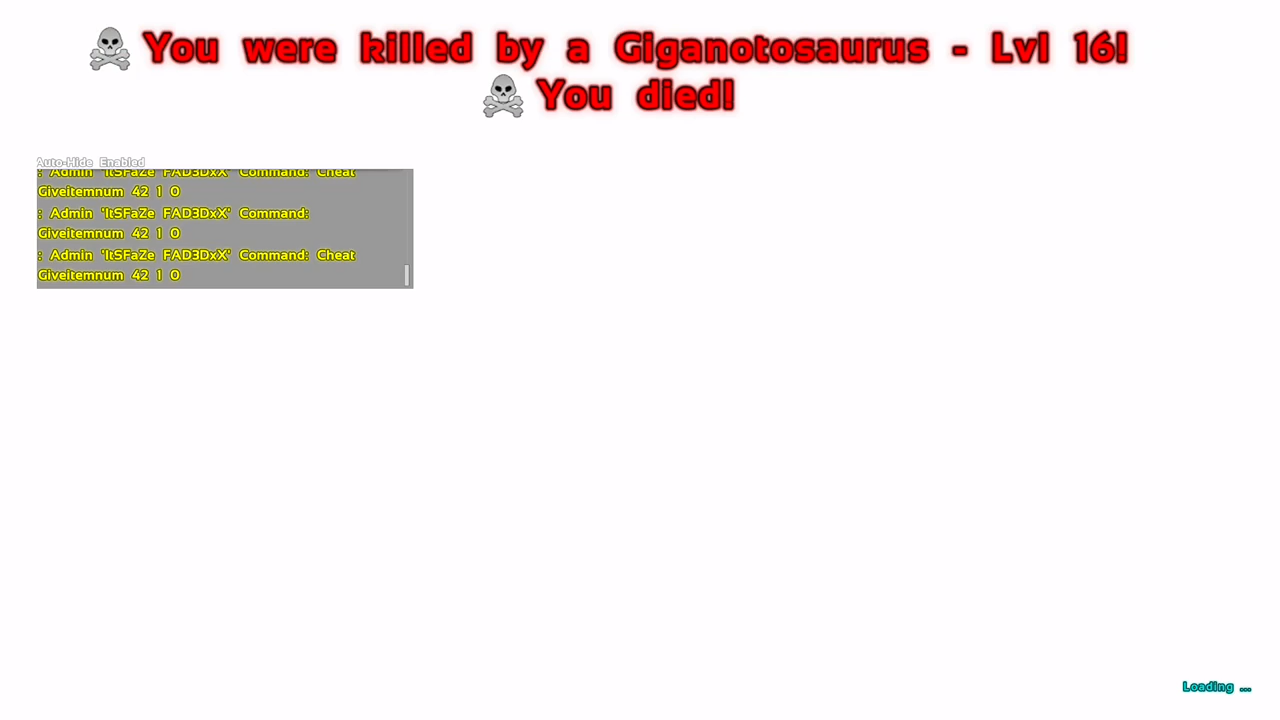 You were killed by a Giganotosaurus - Lvl 16!
You died!
Auto-Hide Enabled
: Admin 'ItSFaZe FAD3DxX' Command: Cheat
Giveitemnum 42 1 0
: Admin 'ItSFaZe FAD3DxX' Command:
Giveitemnum 42 1 0
: Admin 'ItSFaZe FAD3DxX' Command: Cheat
Giveitemnum 42 1 0
Loading ...